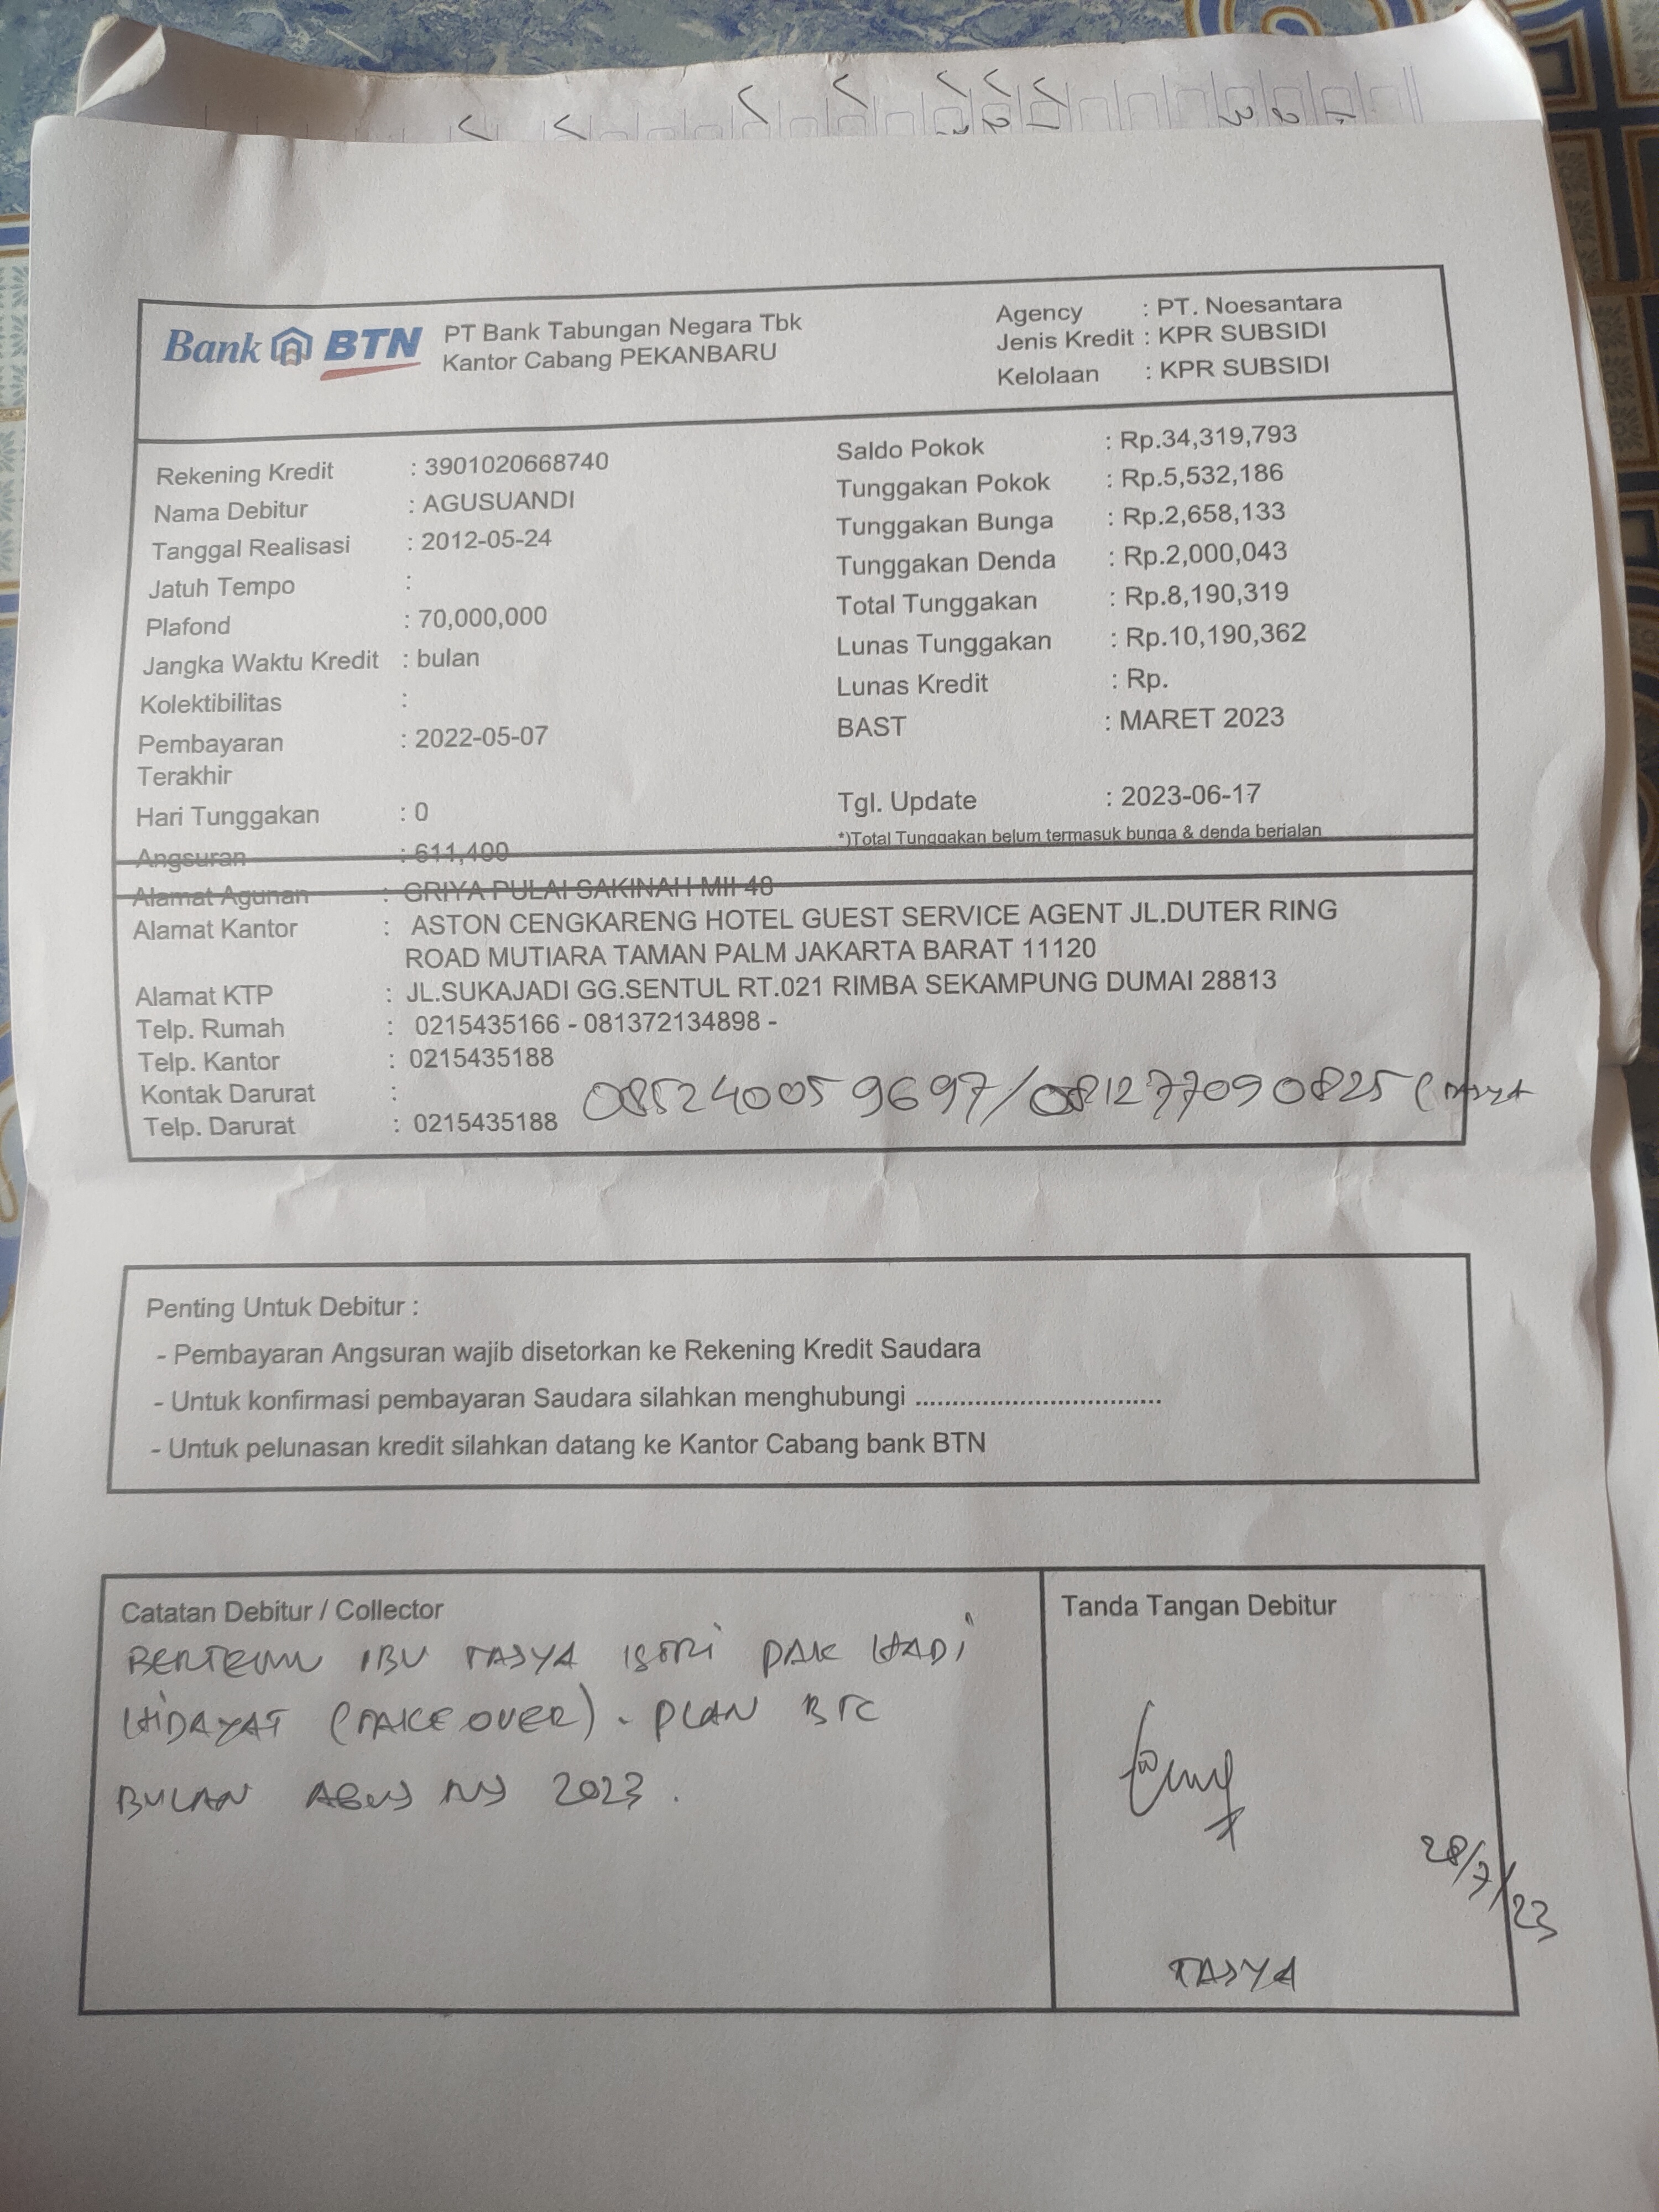 Bank BTN
PT Bank Tabungan Negara Tbk
Kantor Cabang PEKANBARU
Agency : PT. Noesantara
Jenis Kredit : KPR SUBSIDI
Kelolaan : KPR SUBSIDI
Rekening Kredit : 3901020668740
Nama Debitur : AGUSUANDI
Tanggal Realisasi : 2012-05-24
Jatuh Tempo :
Plafond : 70,000,000
Jangka Waktu Kredit : bulan
Kolektibilitas :
Pembayaran : 2022-05-07
Terakhir
Hari Tunggakan : 0
Angsuran : 611,400
Saldo Pokok : Rp.34,319,793
Tunggakan Pokok : Rp.5,532,186
Tunggakan Bunga : Rp.2,658,133
Tunggakan Denda : Rp.2,000,043
Total Tunggakan : Rp.8,190,319
Lunas Tunggakan : Rp.10,190,362
Lunas Kredit : Rp.
BAST : MARET 2023
Tgl. Update : 2023-06-17
*)Total Tunggakan belum termasuk bunga & denda berjalan
Alamat Agunan : GRIYA PULAI SAKINAH MII 40
Alamat Kantor : ASTON CENGKARENG HOTEL GUEST SERVICE AGENT JL.DUTER RING
ROAD MUTIARA TAMAN PALM JAKARTA BARAT 11120
Alamat KTP : JL.SUKAJADI GG.SENTUL RT.021 RIMBA SEKAMPUNG DUMAI 28813
Telp. Rumah : 0215435166 - 081372134898 -
Telp. Kantor : 0215435188
Kontak Darurat :
Telp. Darurat : 0215435188
085240059697/081277090825 (TASYA
Penting Untuk Debitur :
- Pembayaran Angsuran wajib disetorkan ke Rekening Kredit Saudara
- Untuk konfirmasi pembayaran Saudara silahkan menghubungi ..................................
- Untuk pelunasan kredit silahkan datang ke Kantor Cabang bank BTN
Catatan Debitur / Collector
BERTEMU IBU TASYA ISTRI PAK HADI
HIDAYAT (TAKE OVER). PLAN BTC
BULAN AGUSTUS 2023.
Tanda Tangan Debitur
28/7/23
TASYA